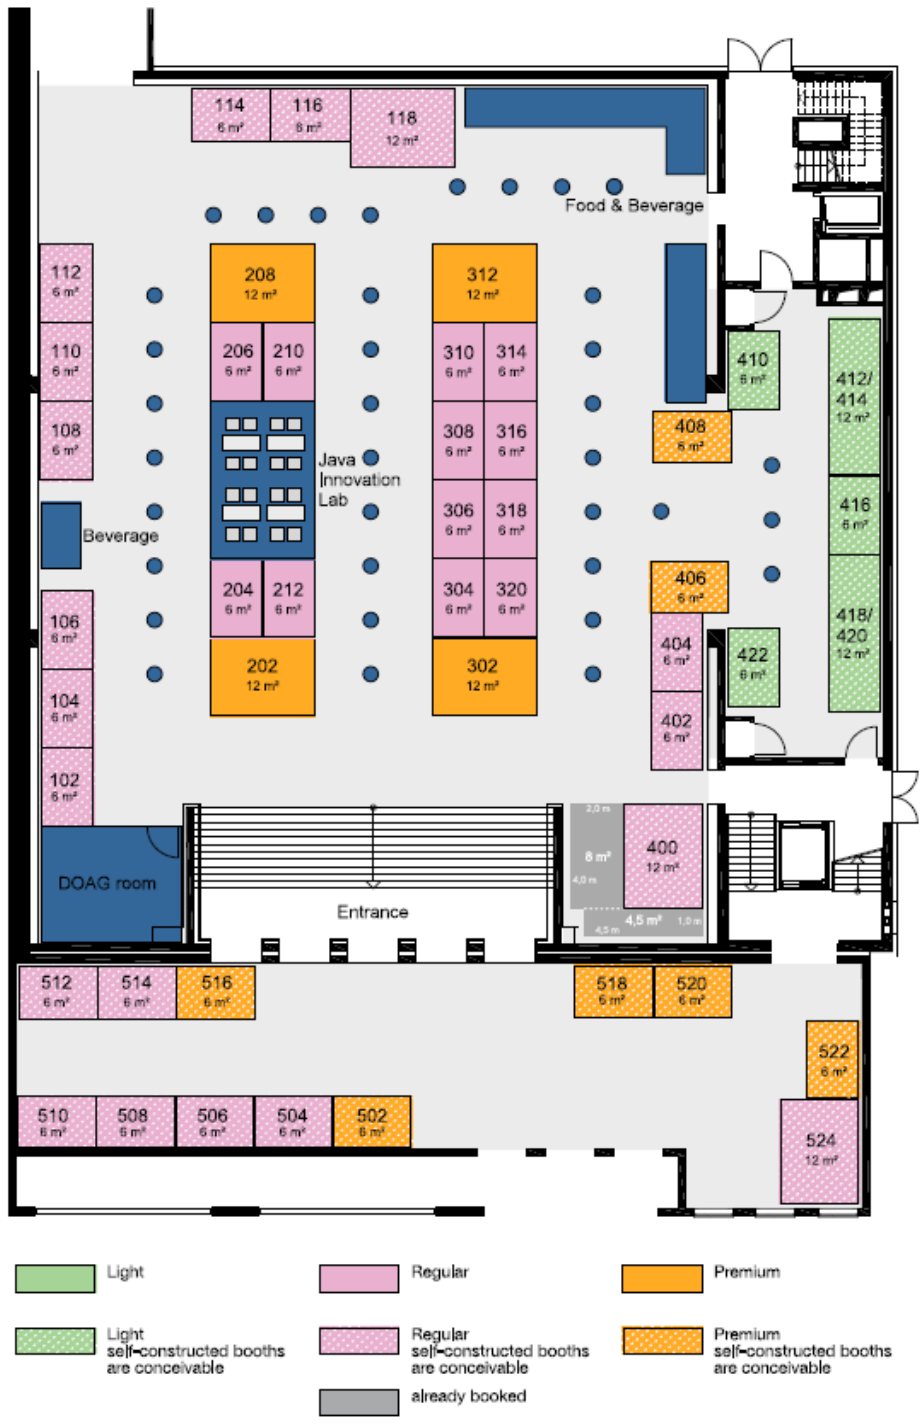 114
6 m²
116
6 m²
118
12 m²
Food & Beverage
112
6 m²
110
6 m²
108
6 m²
208
12 m²
206
6 m²
210
6 m²
312
12 m²
310
6 m²
314
6 m²
308
6 m²
316
6 m²
306
6 m²
318
6 m²
304
6 m²
320
6 m²
302
12 m²
Java
Innovation
Lab
Beverage
204
6 m²
212
6 m²
202
12 m²
106
6 m²
104
6 m²
102
6 m²
410
6 m²
412/
414
12 m²
408
6 m²
416
6 m²
406
6 m²
418/
420
12 m²
404
6 m²
422
6 m²
402
6 m²
2,0 m
8 m²
4,0 m
400
12 m²
4,5 m²
1,0 m
4,5 m
DOAG room
Entrance
512
6 m²
514
6 m²
516
6 m²
518
6 m²
520
6 m²
522
6 m²
510
6 m²
508
6 m²
506
6 m²
504
6 m²
502
6 m²
524
12 m²
Light
Regular
Premium
Light
self-constructed booths
are conceivable
Regular
self-constructed booths
are conceivable
Premium
self-constructed booths
are conceivable
already booked